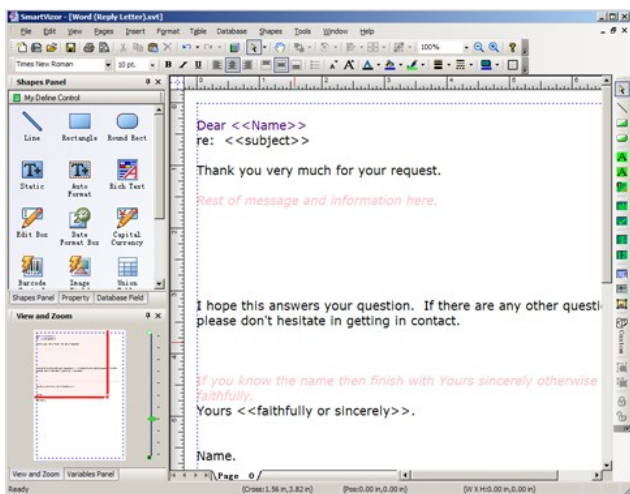 SmartVizor - [Word (Reply Letter).svt]
File Edit View Pages Insert Format Table Database Shapes Tools Window Help
100%
Times New Roman 10 pt. B I U
Shapes Panel
My Define Control
Line Rectangle Round Rect
Static Auto Format Rich Text
Edit Box Date Format Box Capital Currency
Barcode Image Union
Shapes Panel Property Database Field
View and Zoom
View and Zoom Variables Panel
Dear <<Name>>
re: <<subject>>
Thank you very much for your request.
Rest of message and information here.
I hope this answers your question. If there are any other questi
please don't hesitate in getting in contact.
If you know the name then finish with Yours sincerely otherwise
faithfully.
Yours <<faithfully or sincerely>>.
Name.
Page 0
Custom
Ready (Cross:1.56 in,3.82 in) (Pos:0.00 in,0.00 in) (W X H:0.00 in,0.00 in)